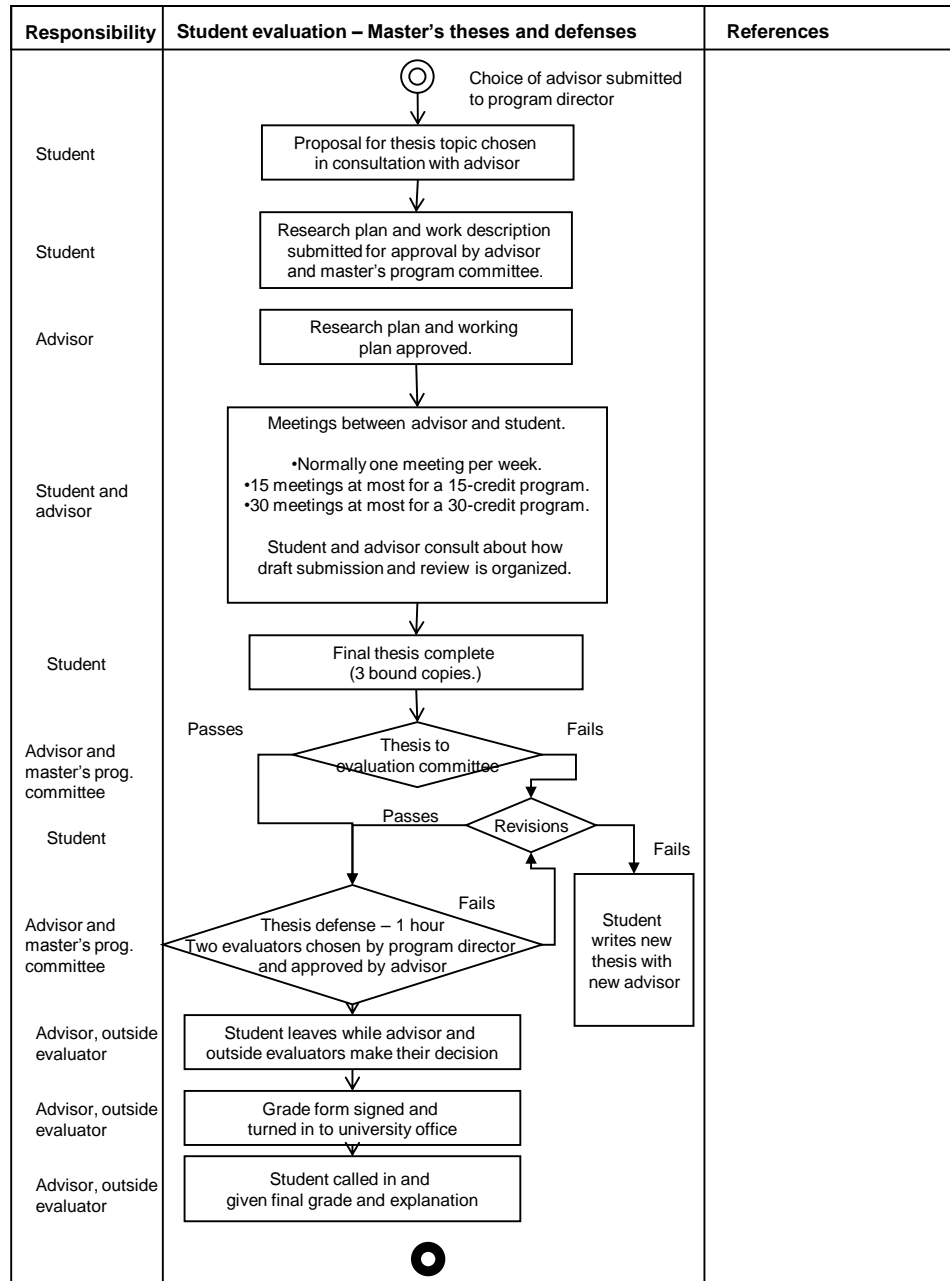 Responsibility
Student evaluation – Master's theses and defenses
References
Choice of advisor submitted
to program director
Student
Proposal for thesis topic chosen
in consultation with advisor
Student
Research plan and work description
submitted for approval by advisor
and master's program committee.
Advisor
Research plan and working
plan approved.
Student and
advisor
Meetings between advisor and student.
•Normally one meeting per week.
•15 meetings at most for a 15-credit program.
•30 meetings at most for a 30-credit program.
Student and advisor consult about how
draft submission and review is organized.
Student
Final thesis complete
(3 bound copies.)
Passes
Fails
Advisor and
master's prog.
committee
Thesis to
evaluation committee
Student
Passes
Revisions
Fails
Advisor and
master's prog.
committee
Fails
Thesis defense – 1 hour
Two evaluators chosen by program director
and approved by advisor
Student
writes new
thesis with
new advisor
Advisor, outside
evaluator
Student leaves while advisor and
outside evaluators make their decision
Advisor, outside
evaluator
Grade form signed and
turned in to university office
Advisor, outside
evaluator
Student called in and
given final grade and explanation